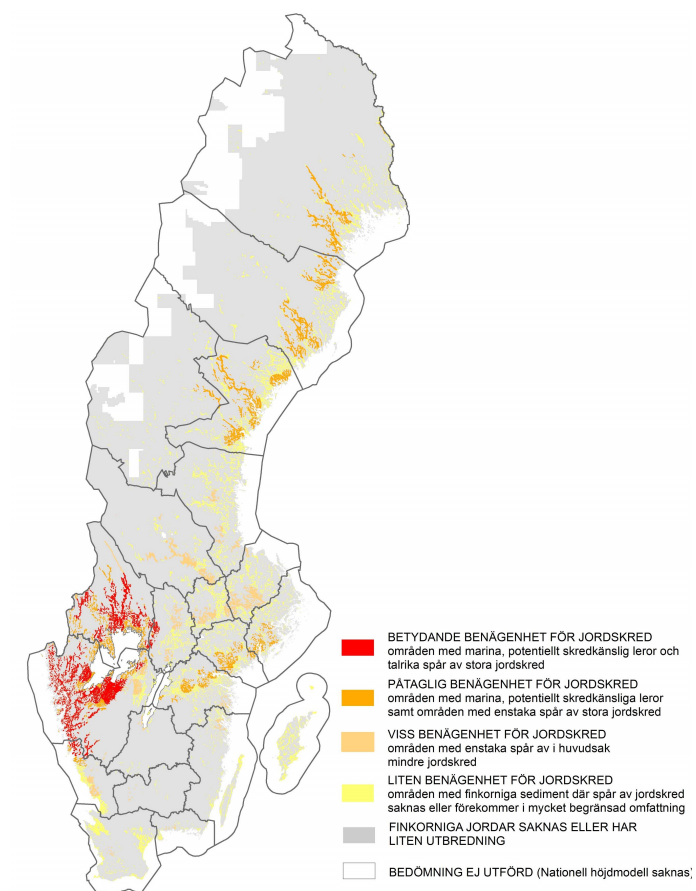 BETYDANDE BENÄGENHET FÖR JORDSKRED
områden med marina, potentiellt skredkänslig leror och
talrika spår av stora jordskred
PÅTAGLIG BENÄGENHET FÖR JORDSKRED
områden med marina, potentiellt skredkänsliga leror
samt områden med enstaka spår av stora jordskred
VISS BENÄGENHET FÖR JORDSKRED
områden med enstaka spår av i huvudsak
mindre jordskred
LITEN BENÄGENHET FÖR JORDSKRED
områden med finkorniga sediment där spår av jordskred
saknas eller förekommer i mycket begränsad omfattning
FINKORNIGA JORDAR SAKNAS ELLER HAR
LITEN UTBREDNING
BEDÖMNING EJ UTFÖRD (Nationell höjdmodell saknas)